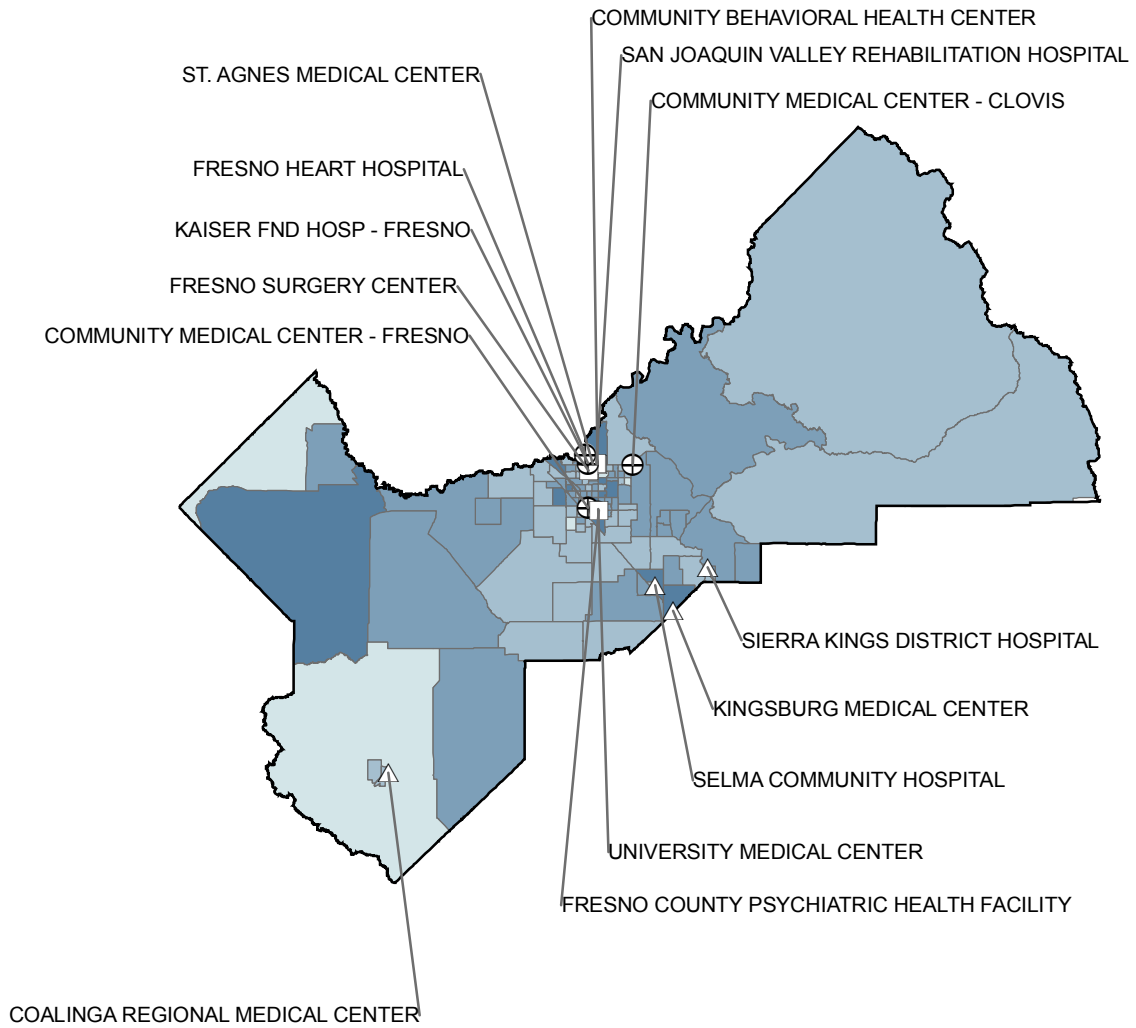 COMMUNITY BEHAVIORAL HEALTH CENTER
SAN JOAQUIN VALLEY REHABILITATION HOSPITAL
ST. AGNES MEDICAL CENTER
COMMUNITY MEDICAL CENTER - CLOVIS
FRESNO HEART HOSPITAL
KAISER FND HOSP - FRESNO
FRESNO SURGERY CENTER
COMMUNITY MEDICAL CENTER - FRESNO
SIERRA KINGS DISTRICT HOSPITAL
KINGSBURG MEDICAL CENTER
SELMA COMMUNITY HOSPITAL
UNIVERSITY MEDICAL CENTER
FRESNO COUNTY PSYCHIATRIC HEALTH FACILITY
COALINGA REGIONAL MEDICAL CENTER